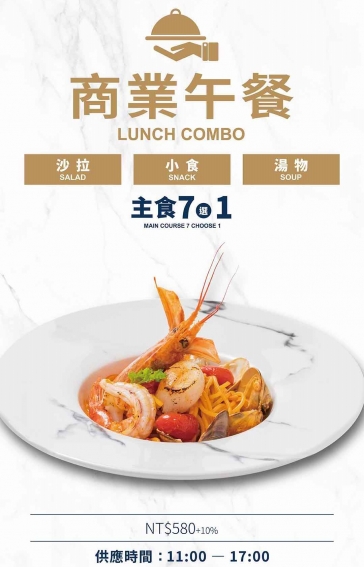 商業午餐
LUNCH COMBO
沙拉 小食 湯物
SALAD SNACK SOUP
主食7選1
MAIN COURSE 7 CHOOSE 1
NT$580+10%
供應時間：11:00 — 17:00